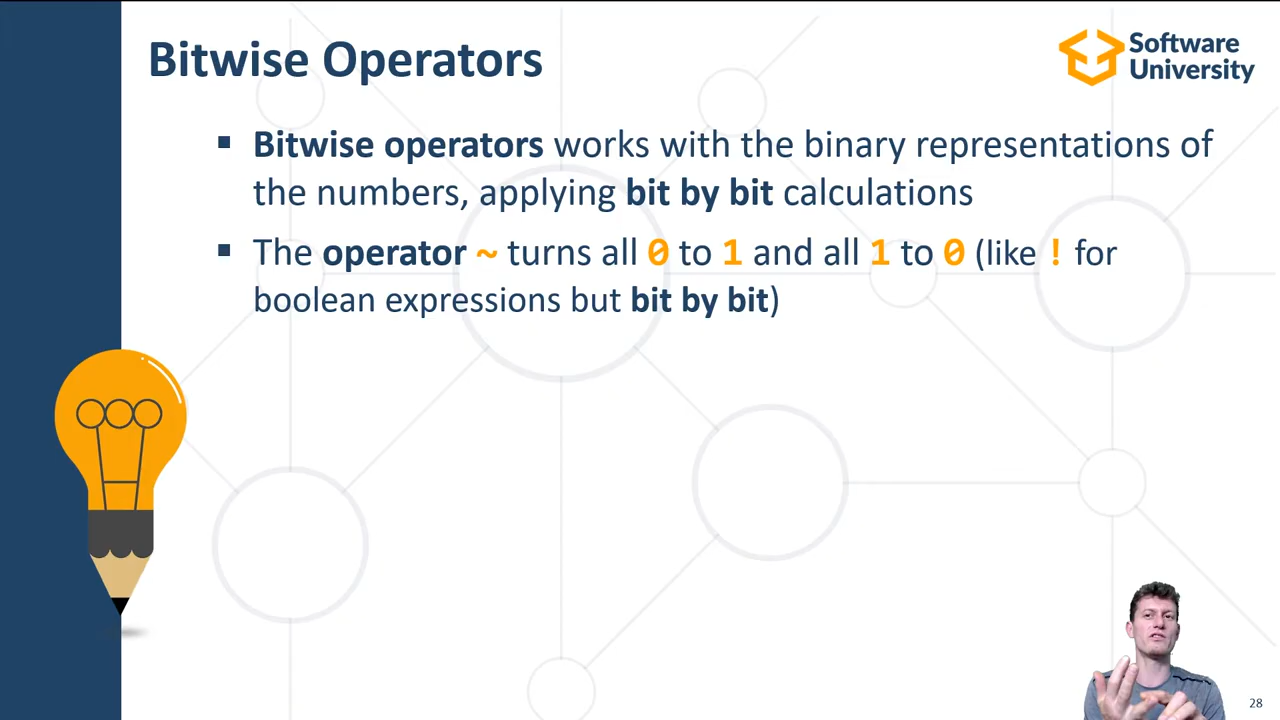 Bitwise Operators
Software
University
Bitwise operators works with the binary representations of
the numbers, applying bit by bit calculations
The operator ~ turns all 0 to 1 and all 1 to 0 (like ! for
boolean expressions but bit by bit)
28